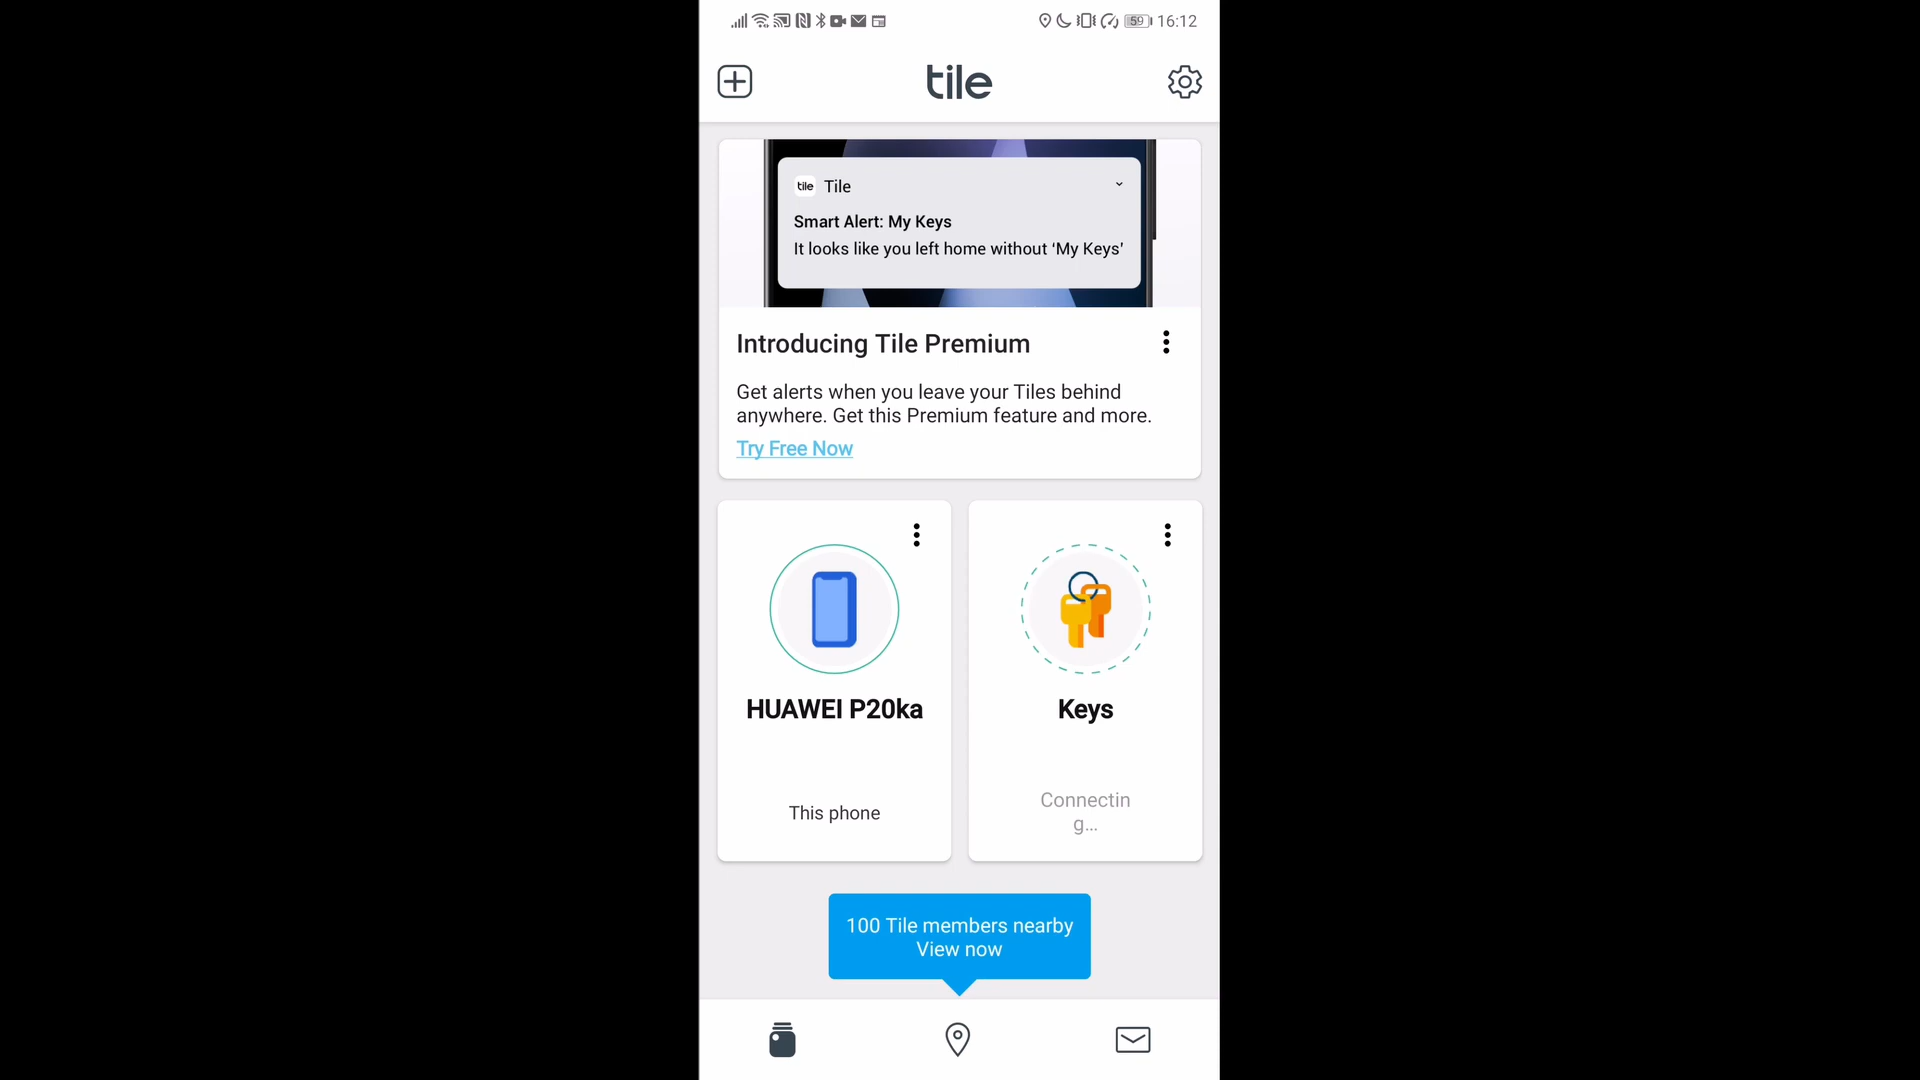 59 16:12
tile
tile Tile
Smart Alert: My Keys
It looks like you left home without ‘My Keys’
Introducing Tile Premium
Get alerts when you leave your Tiles behind
anywhere. Get this Premium feature and more.
Try Free Now
HUAWEI P20ka
This phone
Keys
Connectin
g...
100 Tile members nearby
View now